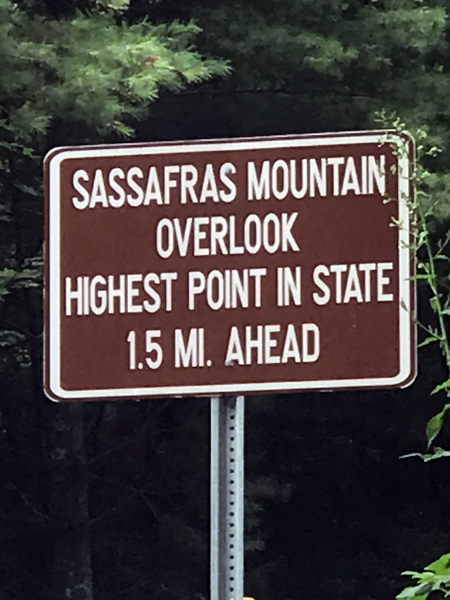 SASSAFRAS MOUNTAIN
OVERLOOK
HIGHEST POINT IN STATE
1.5 MI. AHEAD